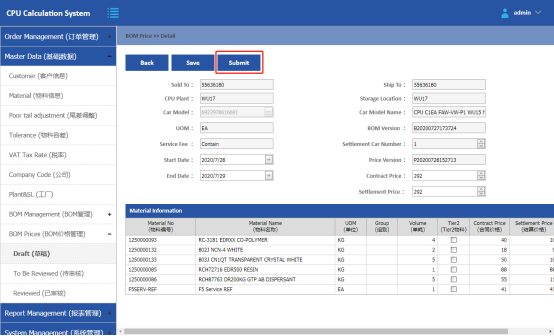 CPU Calculation System
admin
Order Management (订单管理)
Master Data (基础数据)
Customer (客户信息)
Material (物料信息)
Poor tail adjustment (尾差调整)
Tolerance (物料容差)
VAT Tax Rate (税率)
Company Code (公司)
Plant&SL (工厂)
BOM Management (BOM管理) +
BOM Prices (BOM价格管理) -
Draft (草稿)
To Be Reviewed (待审核)
Reviewed (已审核)
Report Management (报表管理)
System Management (系统管理)
BOM Price >> Detail
Back Save Submit
Sold To : 55636180 Ship To : 55636180
CPU Plant : WU17 Storage Location : WU17
Car Model : Car Model Name : CPU C1EA FAW-VW-P1 WU15
UOM : EA BOM Version : B20200727173724
Service Fee : Contain Settlement Car Number : 1
Start Date : 2020/7/28 Price Version : P20200728152713
End Date : 2020/7/29 Contract Price : 292
Settlement Price : 292
Material Information
Material No (物料编号) Material Name (物料名称) UOM (单位) Group (组别) Volume (单耗) Tier2 (Tier2物料) Contract Price (合同价格) Settlement Price (结算价格)
1250000093 RC-3181 EDRXX CO-POLYMER KG 4 40
1250000132 8023 NCN-4 WHITE KG 2 18
1250000133 8033 CN1QT TRANSPARENT CRYSTAL WHITE KG 5 50
1250000085 RCH72716 EDR500 RESIN KG 1 88
1250000086 RCH87763 DR200KG GTP AB DISPERSANT KG 5 55
FSSERV-REF FS Service REF EA 1 41